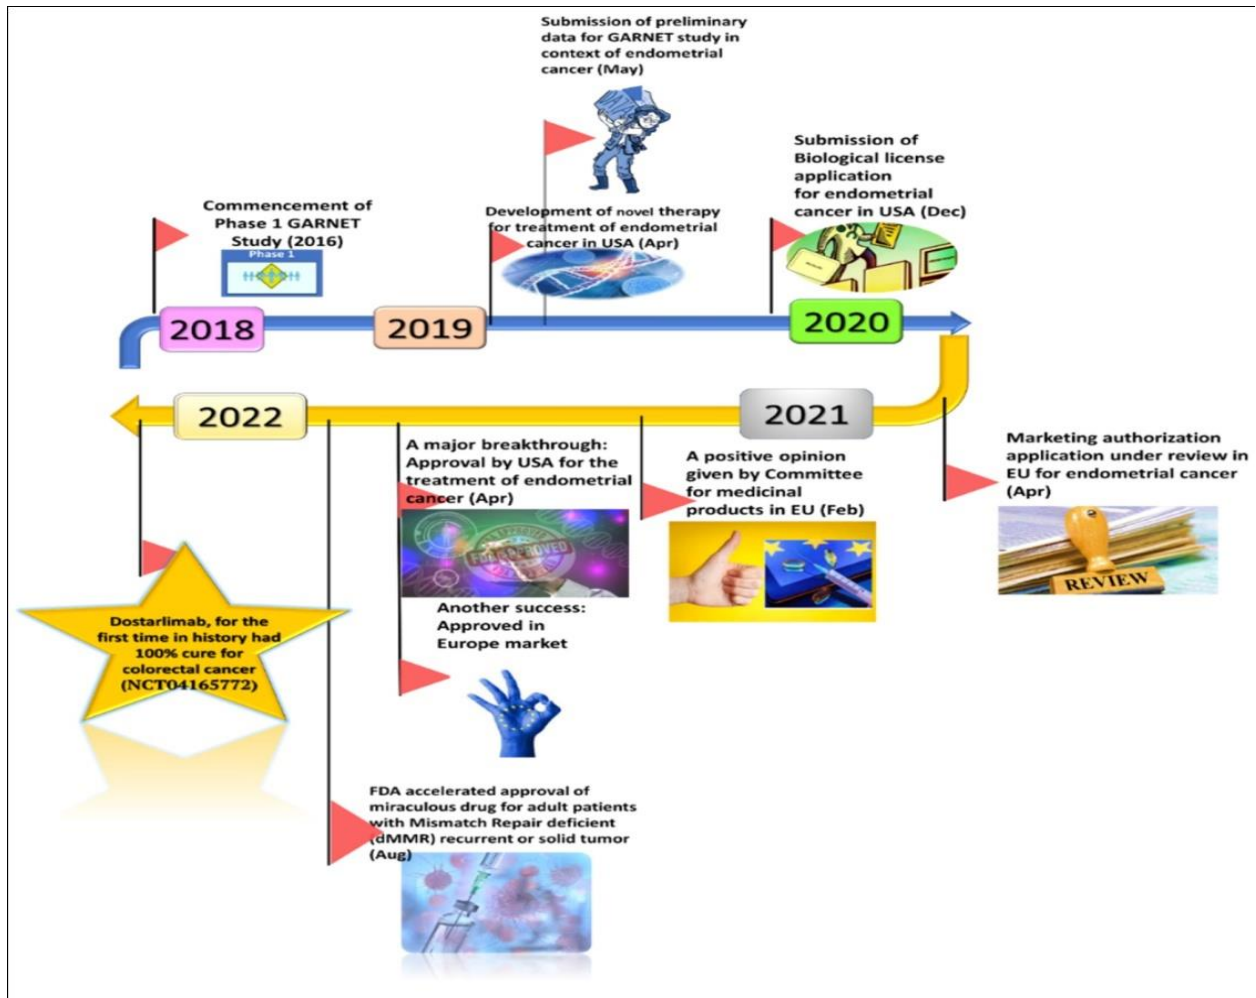 Submission of preliminary
data for GARNET study in
context of endometrial
cancer (May)
Submission of
Biological license
application
for endometrial
cancer in USA (Dec)
Commencement of
Phase 1 GARNET
Study (2016)
Phase 1
Development of novel therapy
for treatment of endometrial
cancer in USA (Apr)
2018
2019
2020
2022
2021
A major breakthrough:
Approval by USA for the
treatment of endometrial
cancer (Apr)
A positive opinion
given by Committee
for medicinal
products in EU (Feb)
Marketing authorization
application under review in
EU for endometrial cancer
(Apr)
FDA APPROVED
REVIEW
Another success:
Approved in
Europe market
Dostarlimab, for the
first time in history had
100% cure for
colorectal cancer
(NCT04165772)
FDA accelerated approval of
miraculous drug for adult patients
with Mismatch Repair deficient
(dMMR) recurrent or solid tumor
(Aug)